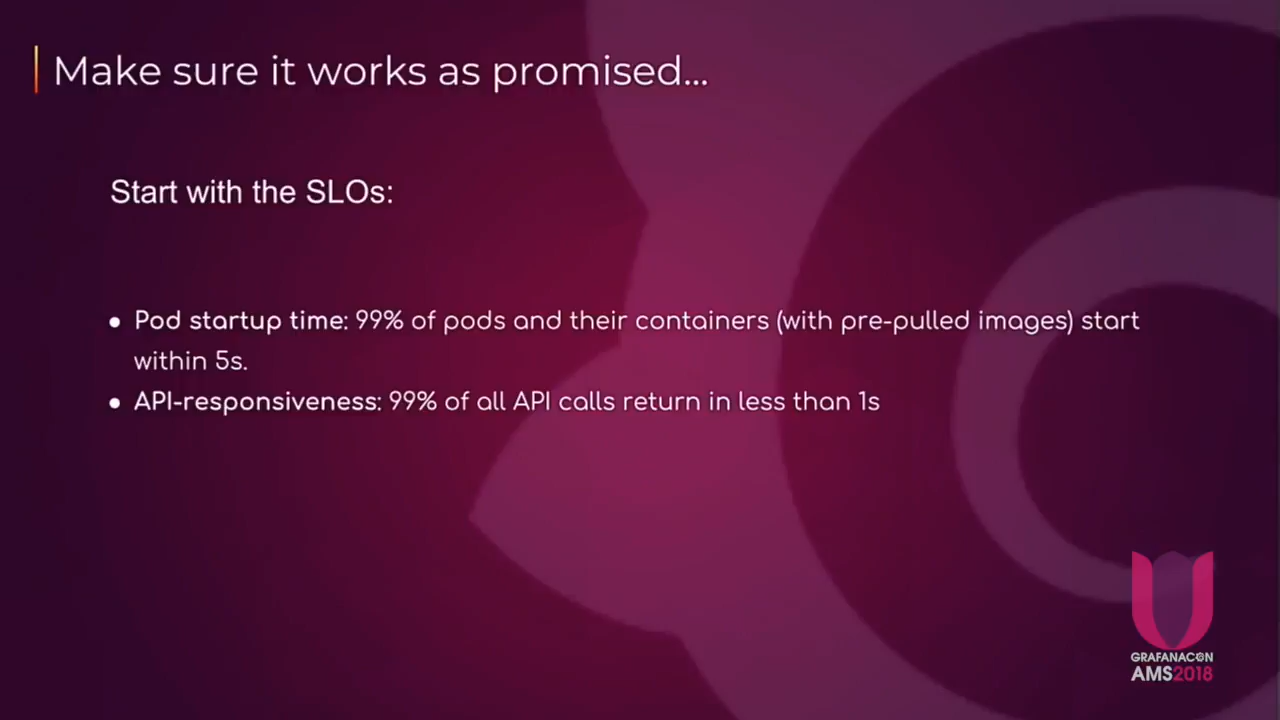 Make sure it works as promised...
Start with the SLOs:
● Pod startup time: 99% of pods and their containers (with pre-pulled images) start
within 5s.
● API-responsiveness: 99% of all API calls return in less than 1s
GRAFANACON
AMS2018